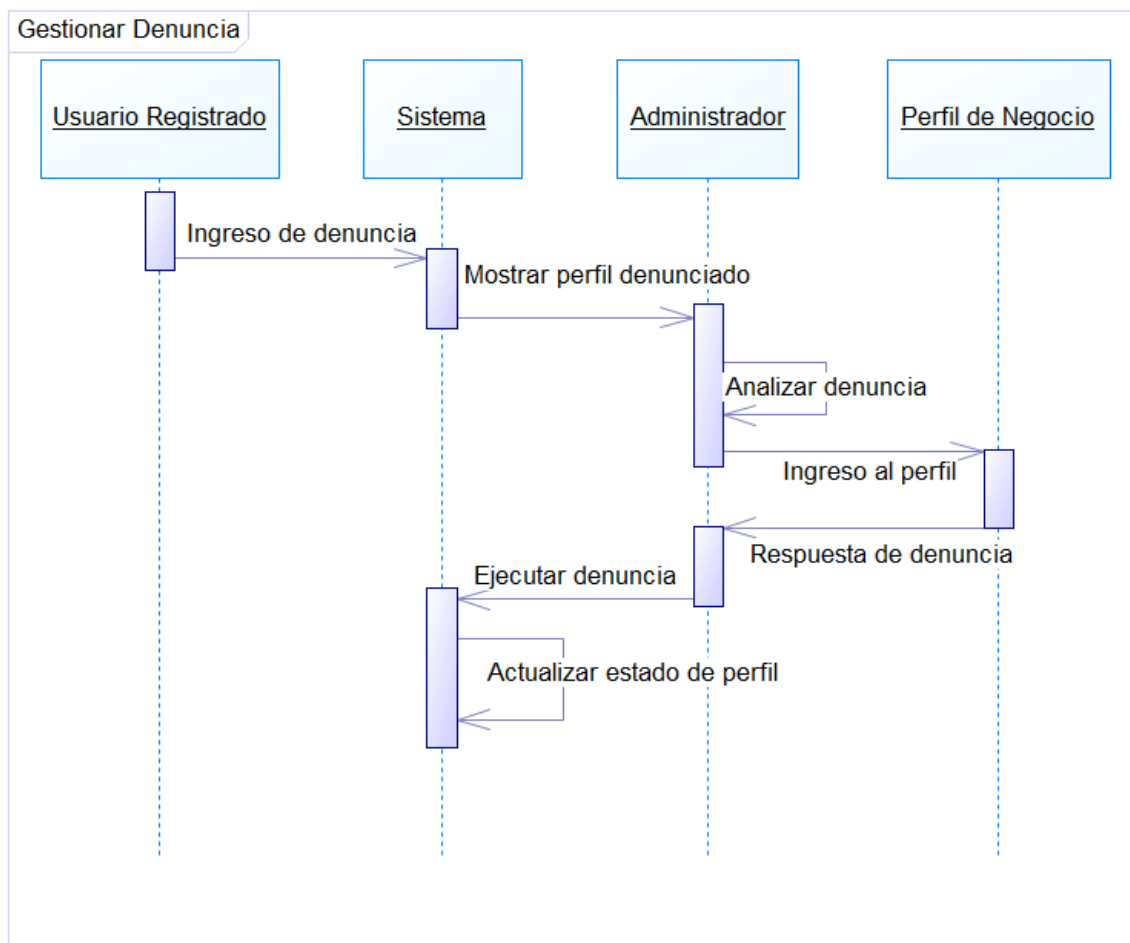 Gestionar Denuncia
Usuario Registrado
Sistema
Administrador
Perfil de Negocio
Ingreso de denuncia
Mostrar perfil denunciado
Analizar denuncia
Ingreso al perfil
Respuesta de denuncia
Ejecutar denuncia
Actualizar estado de perfil